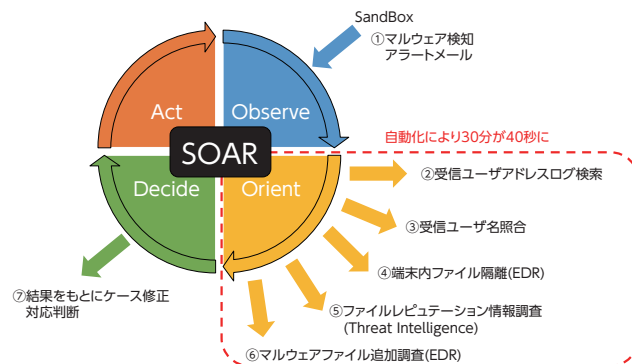 SandBox
①マルウェア検知
アラートメール
Act
Observe
SOAR
Decide
Orient
自動化により30分が40秒に
②受信ユーザアドレスログ検索
③受信ユーザ名照合
④端末内ファイル隔離(EDR)
⑤ファイルレピュテーション情報調査
(Threat Intelligence)
⑥マルウェアファイル追加調査(EDR)
⑦結果をもとにケース修正
対応判断